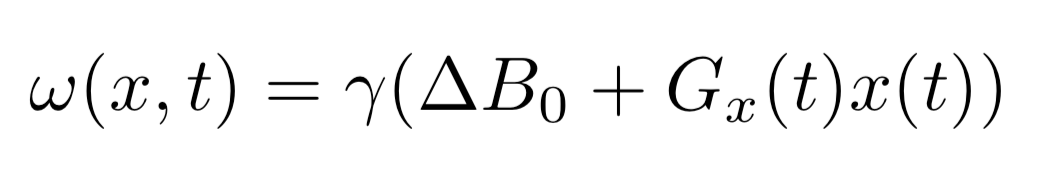 ω(x, t) = γ(ΔB₀ + Gₓ(t)x(t))